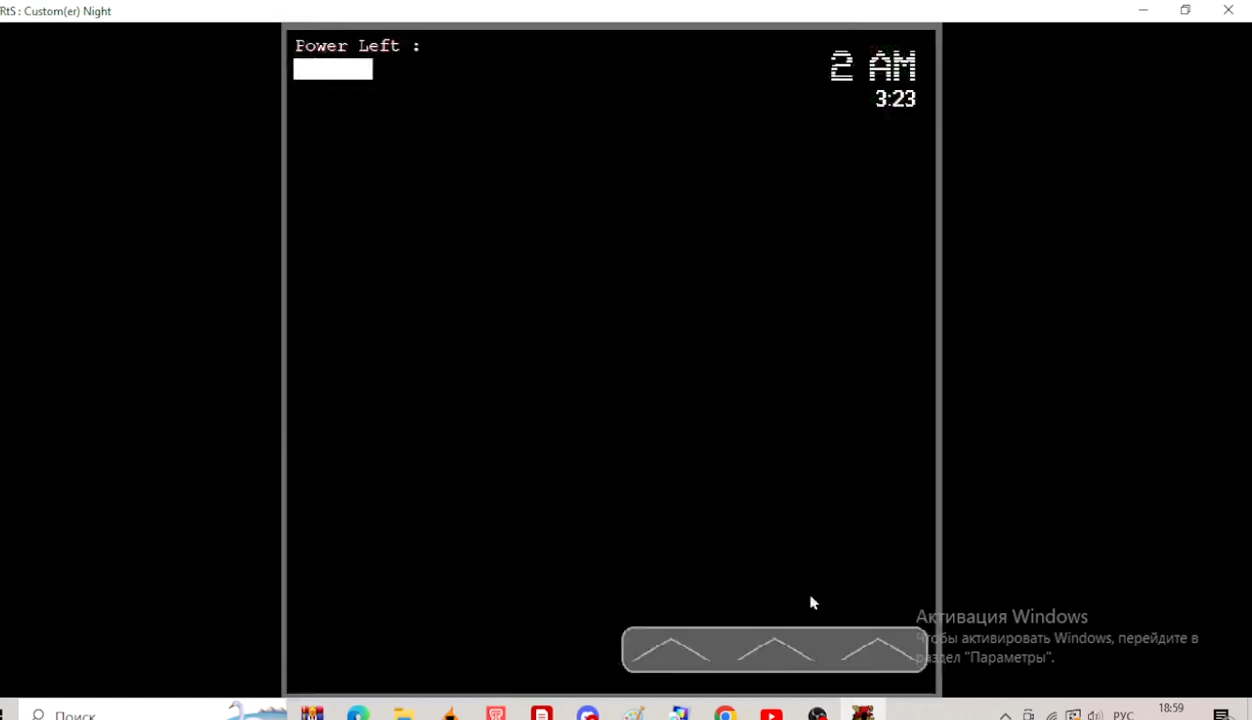 RtS : Custom(er) Night
Power Left :
2 AM
3:23
Активация Windows
Чтобы активировать Windows, перейдите в
раздел "Параметры".
18:59
Поиск
РУС